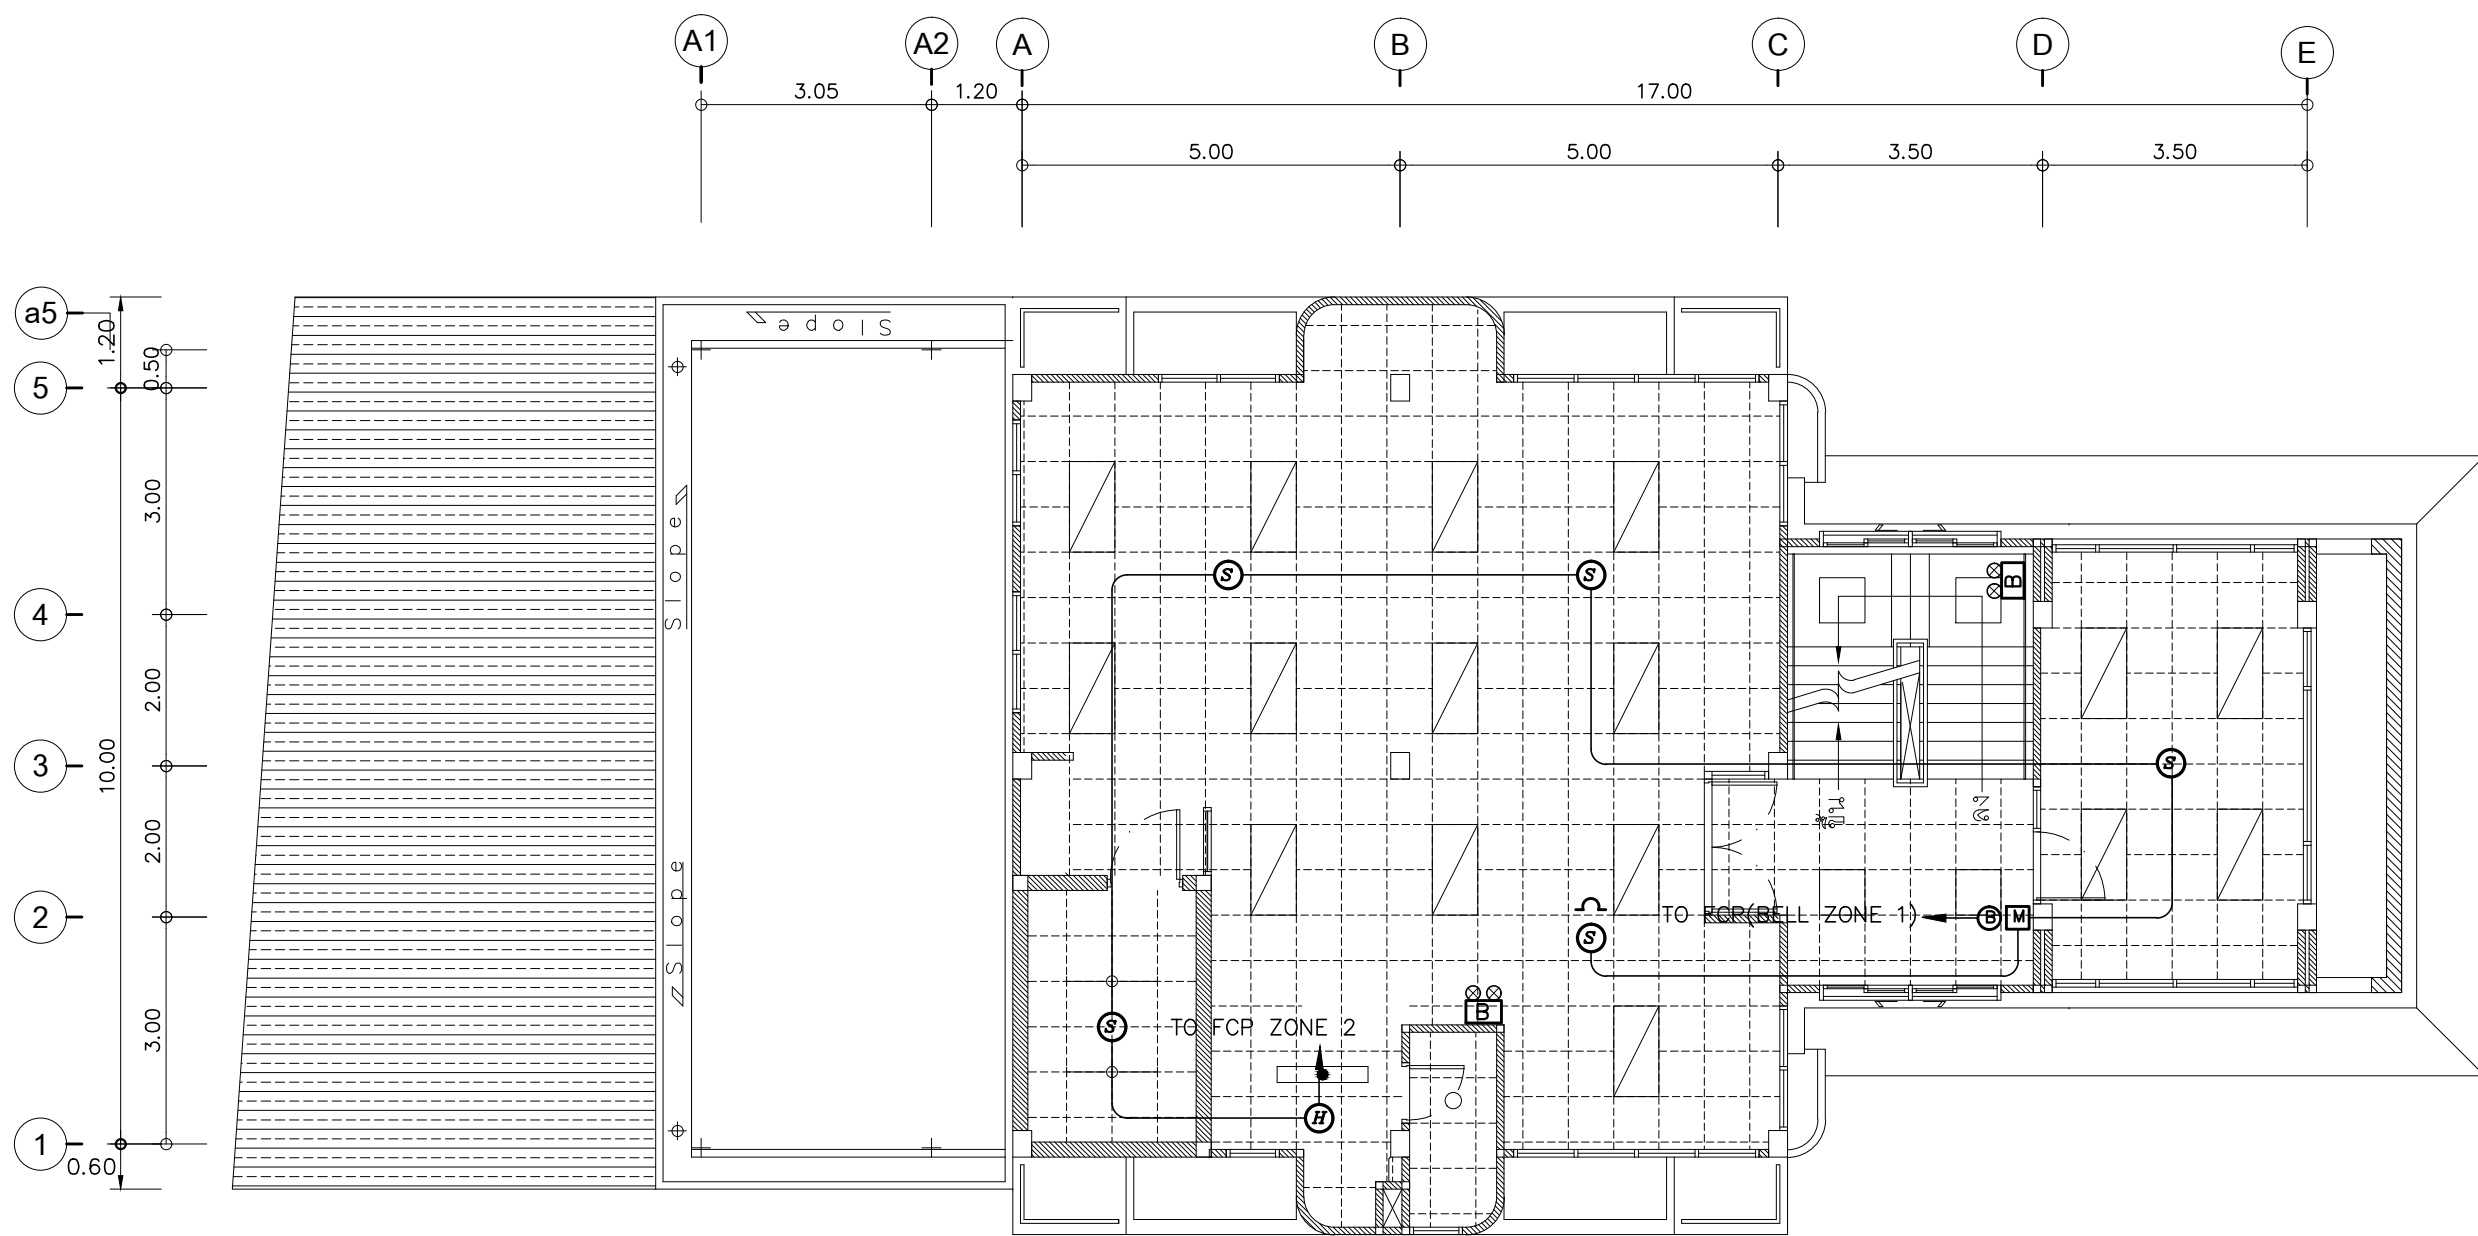 A1 A2 A B C D E
3.05 1.20 17.00
5.00 5.00 3.50 3.50
a5
1.20
0.50
5
3.00
4
2.00
3
10.00
2.00
2
3.00
1
0.60
Slope
Slope
Slope
S S
B
S
TO FCP(BELL ZONE 1) B M
S
B
S TO FCP ZONE 2
H